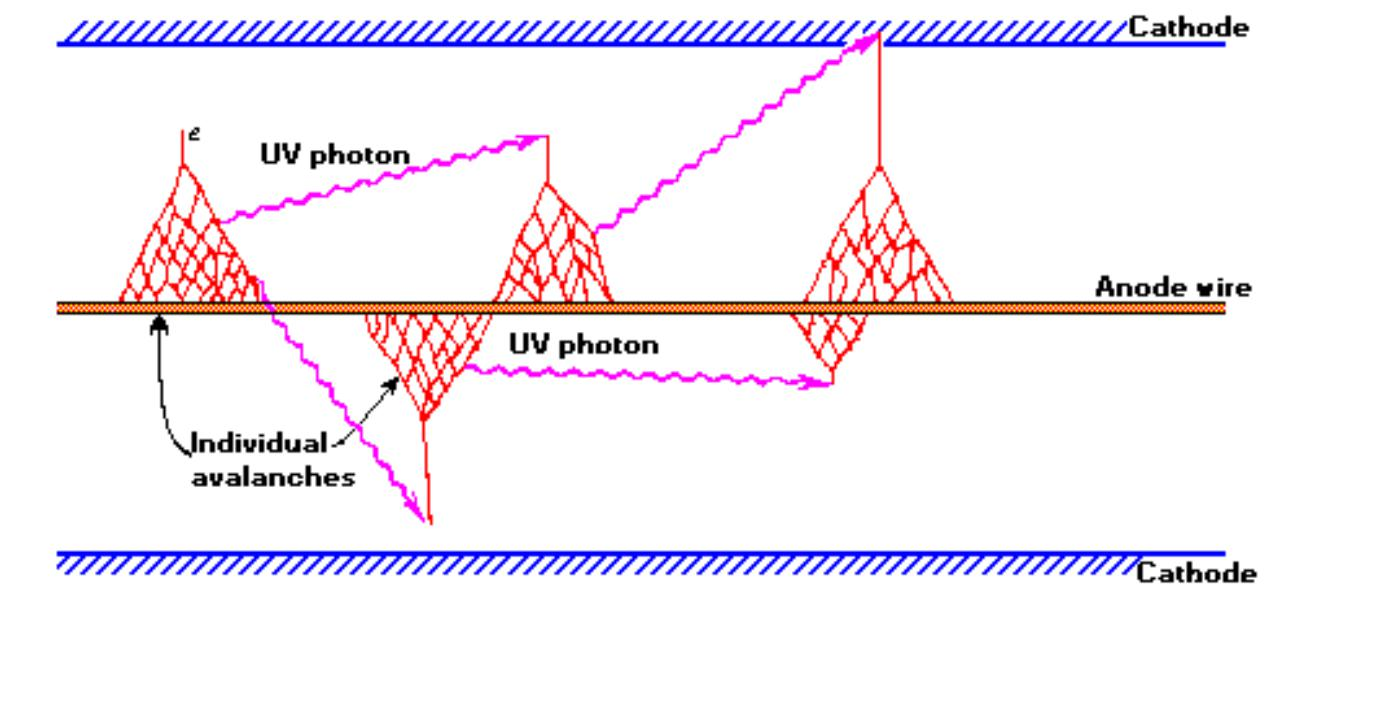 Cathode
e
UV photon
Anode wire
UV photon
Individual
avalanches
Cathode